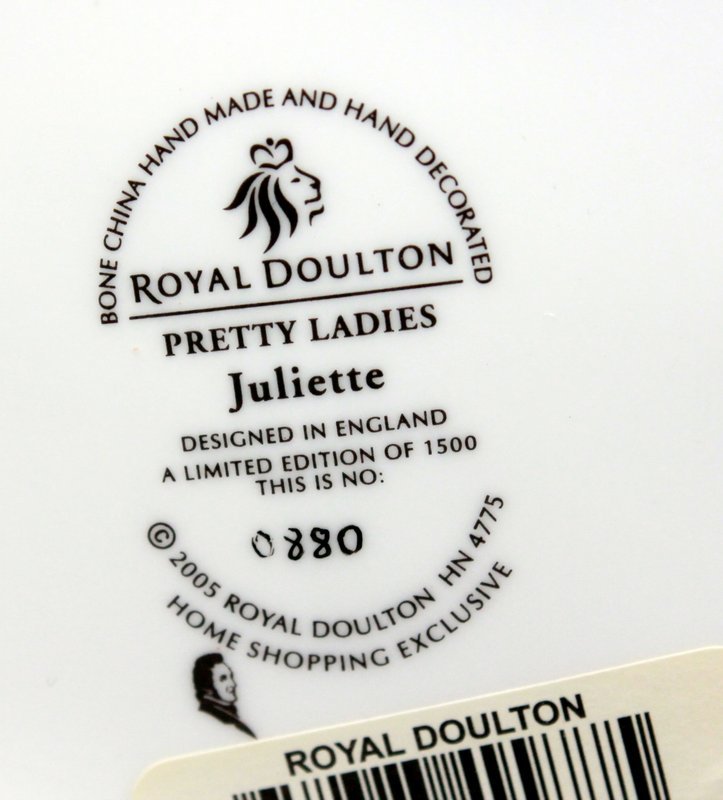 BONE CHINA HAND MADE AND HAND DECORATED
ROYAL DOULTON
PRETTY LADIES
Juliette
DESIGNED IN ENGLAND
A LIMITED EDITION OF 1500
THIS IS NO:
0880
© 2005 ROYAL DOULTON HN 4775
HOME SHOPPING EXCLUSIVE
ROYAL DOULTON